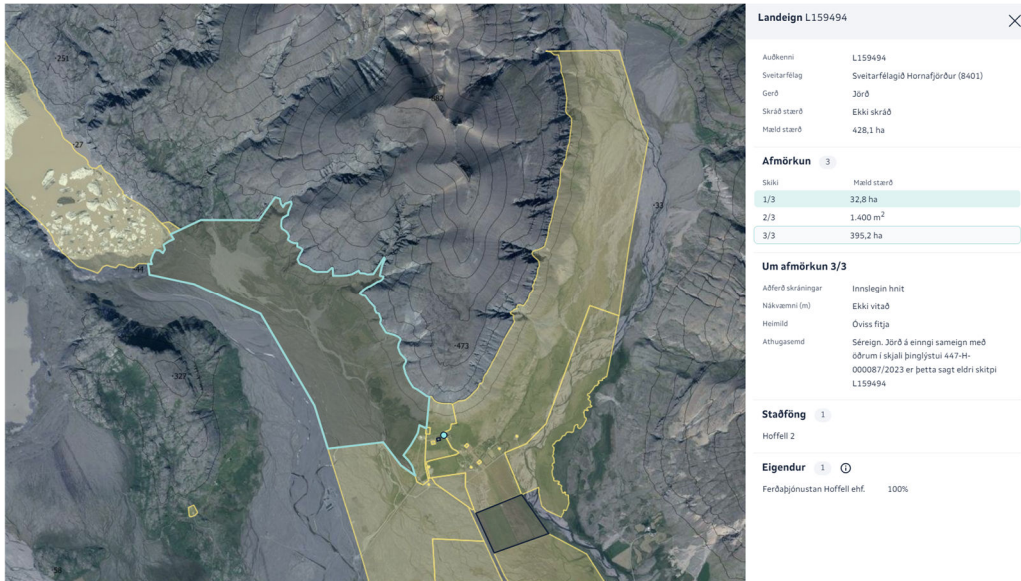 Landeign L159494
Auðkenni L159494
Sveitarfélag Sveitarfélagið Hornafjörður (8401)
Gerð Jörð
Skráð stærð Ekki skráð
Mæld stærð 428,1 ha
Afmörkun 3
Skiki Mæld stærð
1/3 32,8 ha
2/3 1.400 m²
3/3 395,2 ha
Um afmörkun 3/3
Aðferð skráningar Innslegin hnit
Nákvæmni (m) Ekki vitað
Heimild Óviss fitja
Athugasemd Séreign. Jörð á einngi sameign með
öðrum í skjali þinglýstui 447-H-
000087/2023 er þetta sagt eldri skitpi
L159494
Staðföng 1
Hoffell 2
Eigendur 1
Ferðaþjónustan Hoffell ehf. 100%
·251
·27
·33
·473
·327